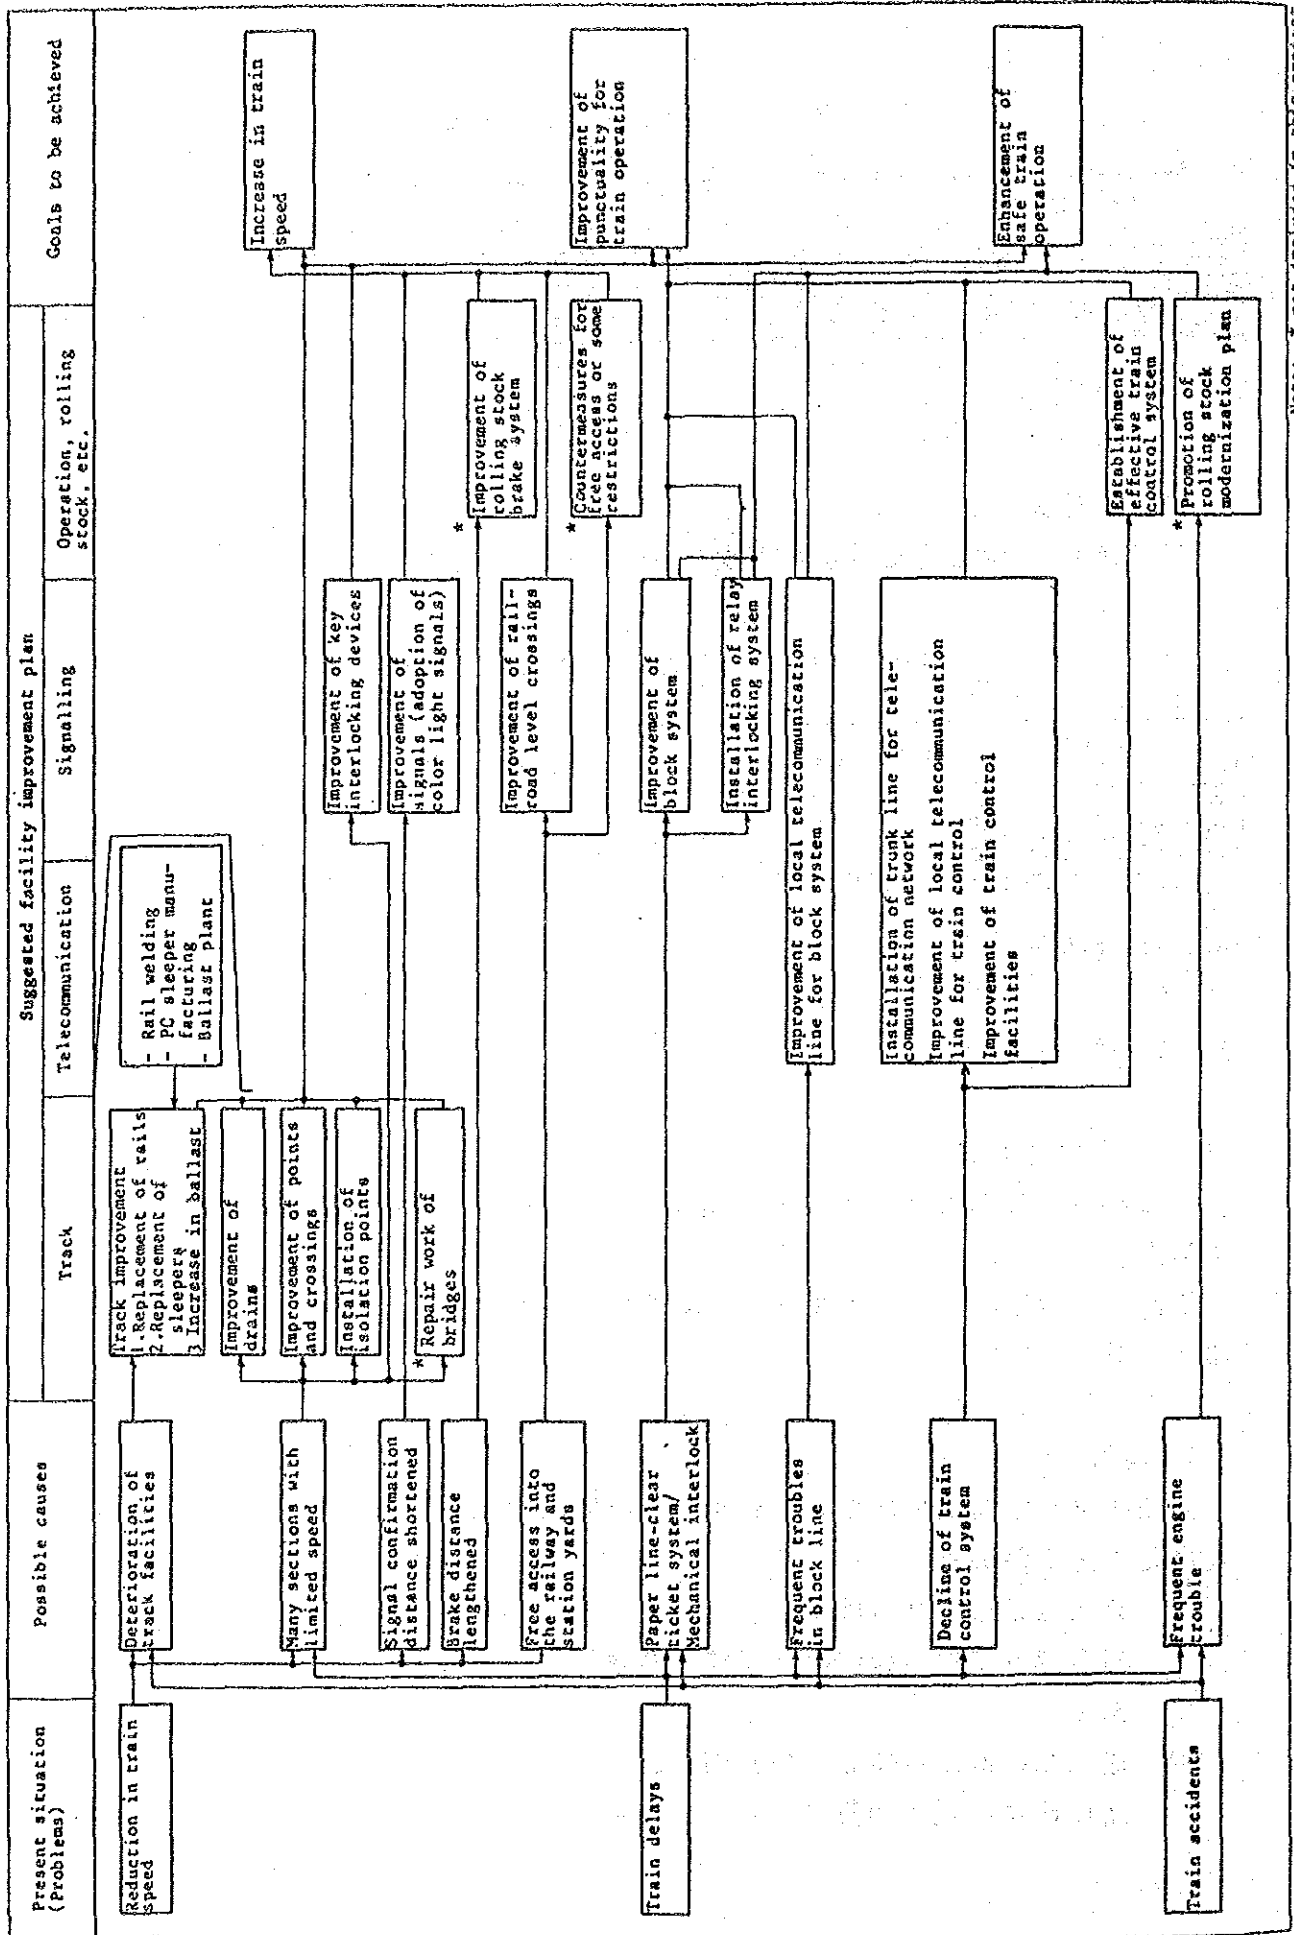 Present situation
(Problems)
Possible causes
Suggested facility improvement plan
Track
Telecommunication
Signalling
Operation, rolling
stock, etc.
Goals to be achieved
Reduction in train
speed
Train delays
Train accidents
Deterioration of
track facilities
Many sections with
limited speed
Signal confirmation
distance shortened
Brake distance
lengthened
Free access into
the railway and
station yards
Paper line-clear
ticket system/
Mechanical interlock
Frequent troubles
in block line
Decline of train
control system
Frequent engine
trouble
Track improvement
1.Replacement of rails
2.Replacement of
sleepers
3 Increase in ballast
Improvement of
drains
Improvement of points
and crossings
Installation of
isolation points
* Repair work of
bridges
- Rail welding
- PC sleeper manu-
facturing
- Ballast plant
Improvement of key
interlocking devices
Improvement of
signals (adoption of
color light signals)
Improvement of rail-
road level crossings
Improvement of
block system
Installation of relay
interlocking system
Improvement of local telecommunication
line for block system
Installation of trunk line for tele-
communication network
Improvement of local telecommunication
line for train control
Improvement of train control
facilities
* Improvement of
rolling stock
brake system
* Countermeasures for
free access or some
restrictions
Establishment of
effective train
control system
* Promotion of
rolling stock
modernization plan
Increase in train
speed
Improvement of
punctuality for
train operation
Enhancement of
safe train
operation